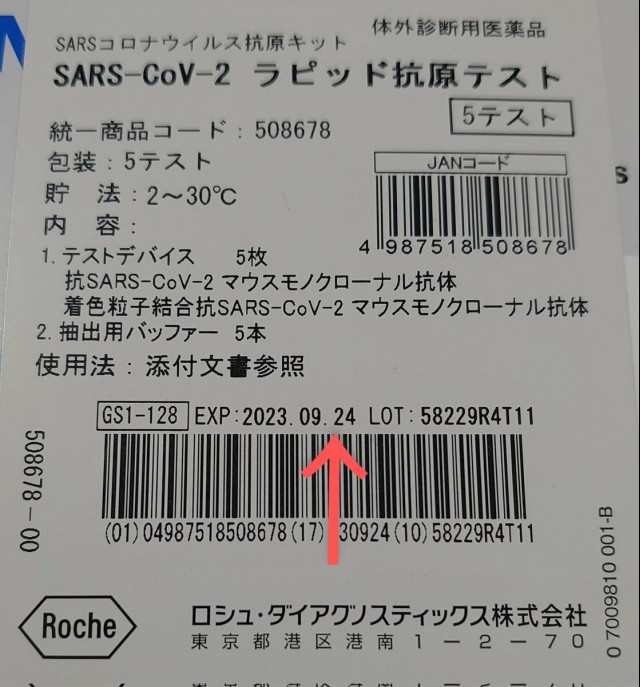 体外診断用医薬品
SARSコロナウイルス抗原キット
SARS-CoV-2 ラピッド抗原テスト
5テスト
統一商品コード：508678
包装：5テスト
JANコード
貯 法：2～30℃
4 987518 508678
内 容：
1. テストデバイス 5枚
抗SARS-CoV-2 マウスモノクローナル抗体
着色粒子結合抗SARS-CoV-2 マウスモノクローナル抗体
2. 抽出用バッファー 5本
使用法：添付文書参照
GS1-128 EXP:2023.09.24 LOT:58229R4T11
(01)04987518508678(17) 30924(10)58229R4T11
508678-00
Roche
ロシュ・ダイアグノスティックス株式会社
東京都港区港南1-2-70
0 7009810 001-B
s